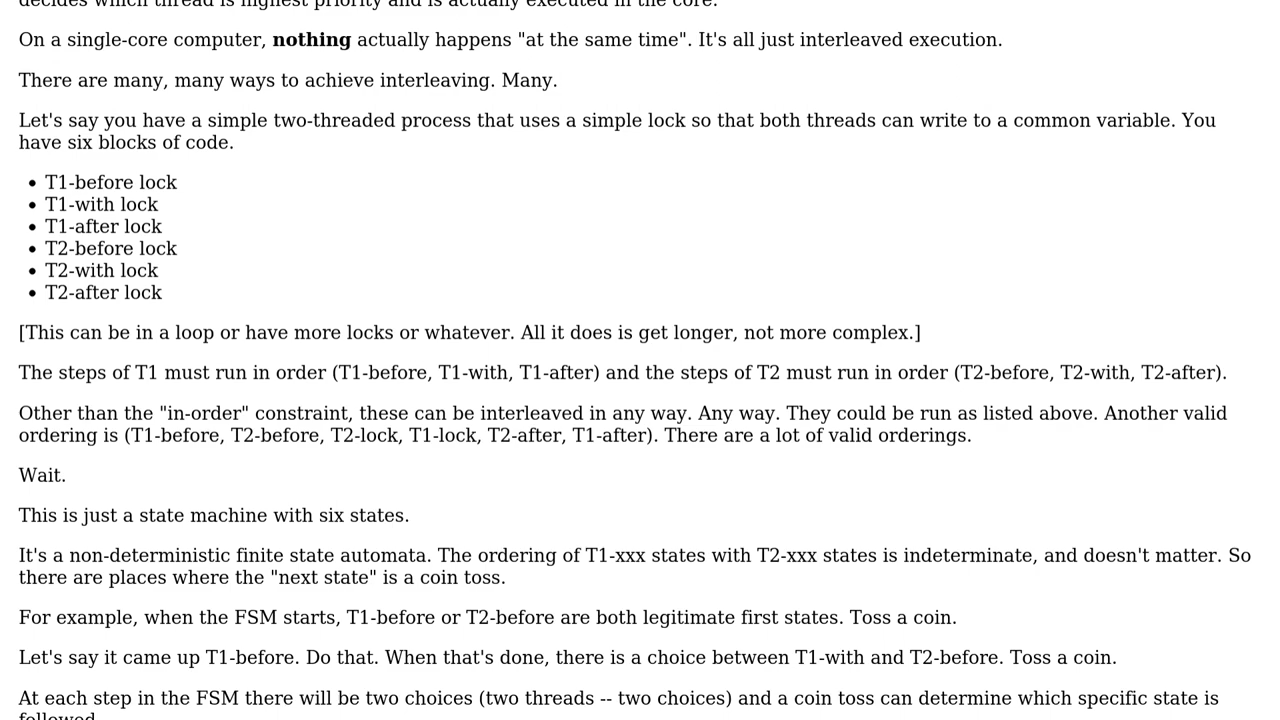 decides which thread is highest priority and is actually executed in the core.
On a single-core computer, nothing actually happens "at the same time". It's all just interleaved execution.
There are many, many ways to achieve interleaving. Many.
Let's say you have a simple two-threaded process that uses a simple lock so that both threads can write to a common variable. You
have six blocks of code.
• T1-before lock
• T1-with lock
• T1-after lock
• T2-before lock
• T2-with lock
• T2-after lock
[This can be in a loop or have more locks or whatever. All it does is get longer, not more complex.]
The steps of T1 must run in order (T1-before, T1-with, T1-after) and the steps of T2 must run in order (T2-before, T2-with, T2-after).
Other than the "in-order" constraint, these can be interleaved in any way. Any way. They could be run as listed above. Another valid
ordering is (T1-before, T2-before, T2-lock, T1-lock, T2-after, T1-after). There are a lot of valid orderings.
Wait.
This is just a state machine with six states.
It's a non-deterministic finite state automata. The ordering of T1-xxx states with T2-xxx states is indeterminate, and doesn't matter. So
there are places where the "next state" is a coin toss.
For example, when the FSM starts, T1-before or T2-before are both legitimate first states. Toss a coin.
Let's say it came up T1-before. Do that. When that's done, there is a choice between T1-with and T2-before. Toss a coin.
At each step in the FSM there will be two choices (two threads -- two choices) and a coin toss can determine which specific state is
followed.